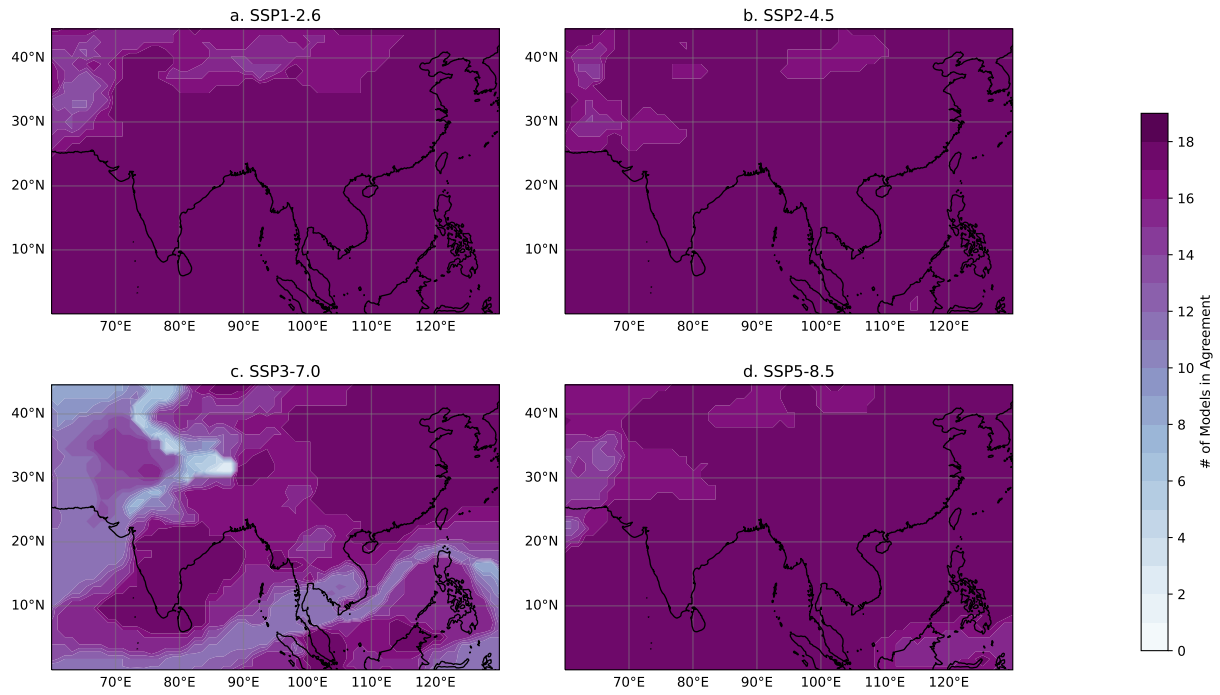 a. SSP1-2.6
b. SSP2-4.5
40°N
30°N
20°N
10°N
70°E 80°E 90°E 100°E 110°E 120°E
40°N
30°N
20°N
10°N
70°E 80°E 90°E 100°E 110°E 120°E
c. SSP3-7.0
d. SSP5-8.5
40°N
30°N
20°N
10°N
70°E 80°E 90°E 100°E 110°E 120°E
40°N
30°N
20°N
10°N
70°E 80°E 90°E 100°E 110°E 120°E
18
16
14
12
10
8
6
4
2
0
# of Models in Agreement